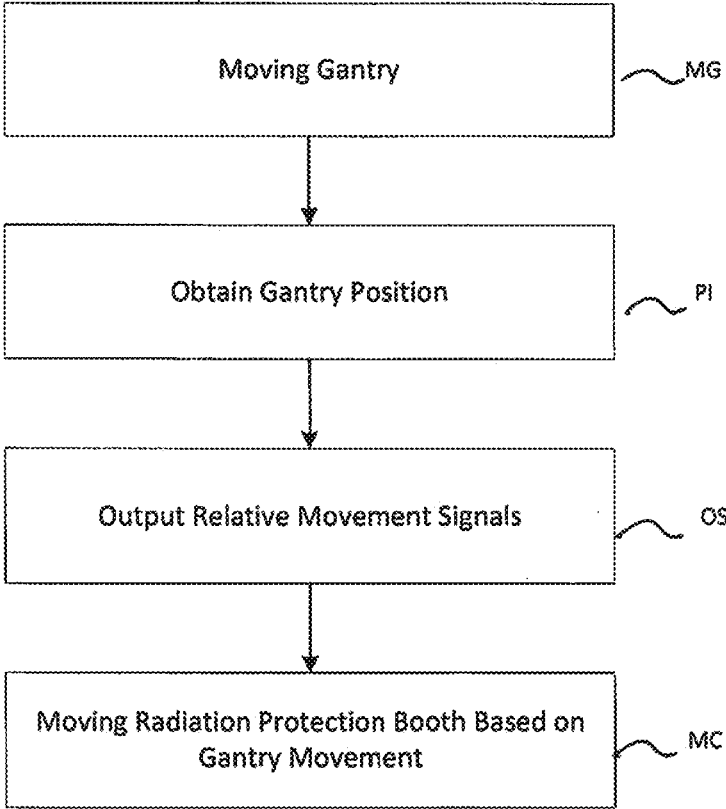 Moving Gantry
MG
Obtain Gantry Position
PI
Output Relative Movement Signals
OS
Moving Radiation Protection Booth Based on
Gantry Movement
MC